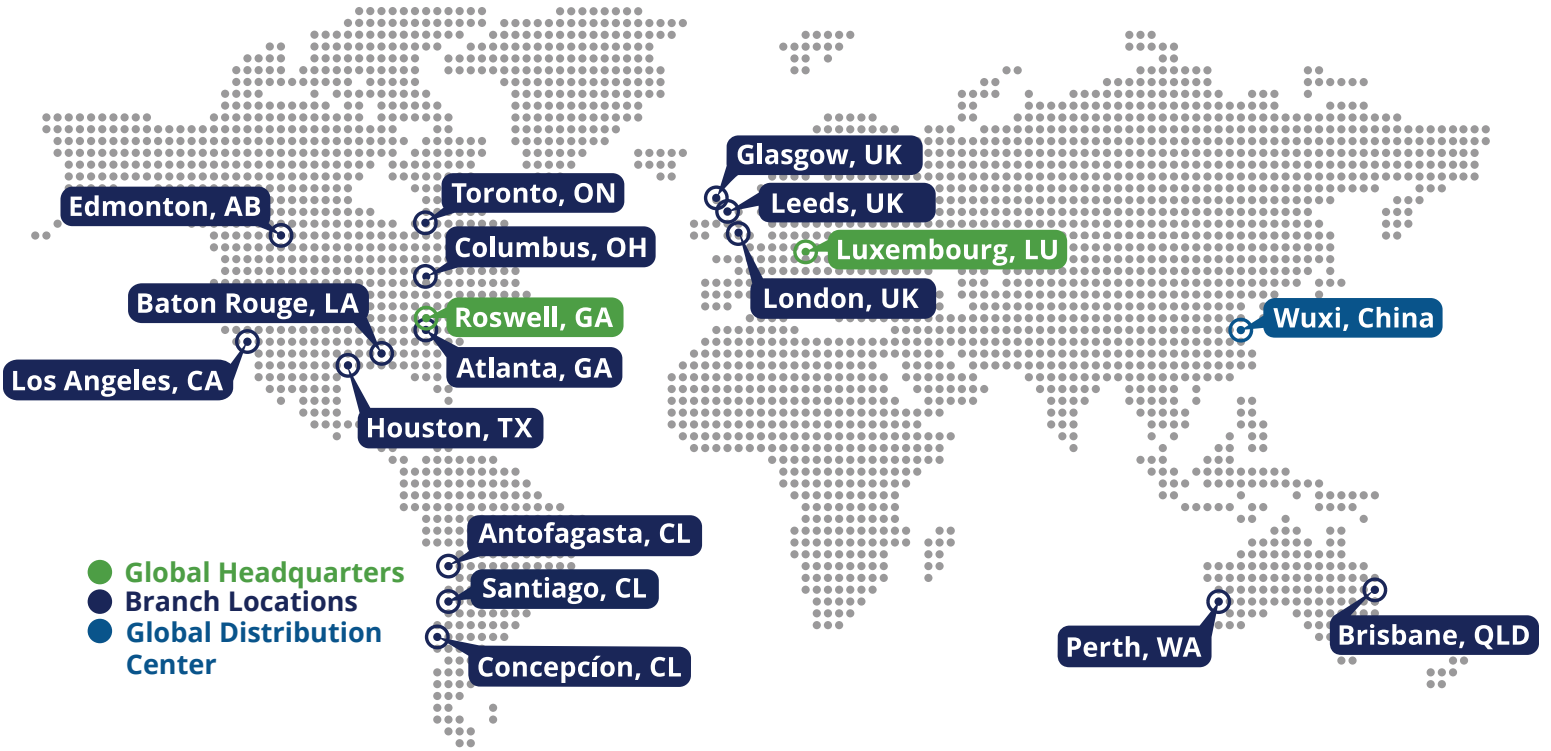 Glasgow, UK
Toronto, ON
Leeds, UK
Edmonton, AB
Columbus, OH
Luxembourg, LU
London, UK
Baton Rouge, LA
Roswell, GA
Wuxi, China
Atlanta, GA
Los Angeles, CA
Houston, TX
Antofagasta, CL
Santiago, CL
Concepcíon, CL
Perth, WA
Brisbane, QLD
Global Headquarters
Branch Locations
Global Distribution
Center